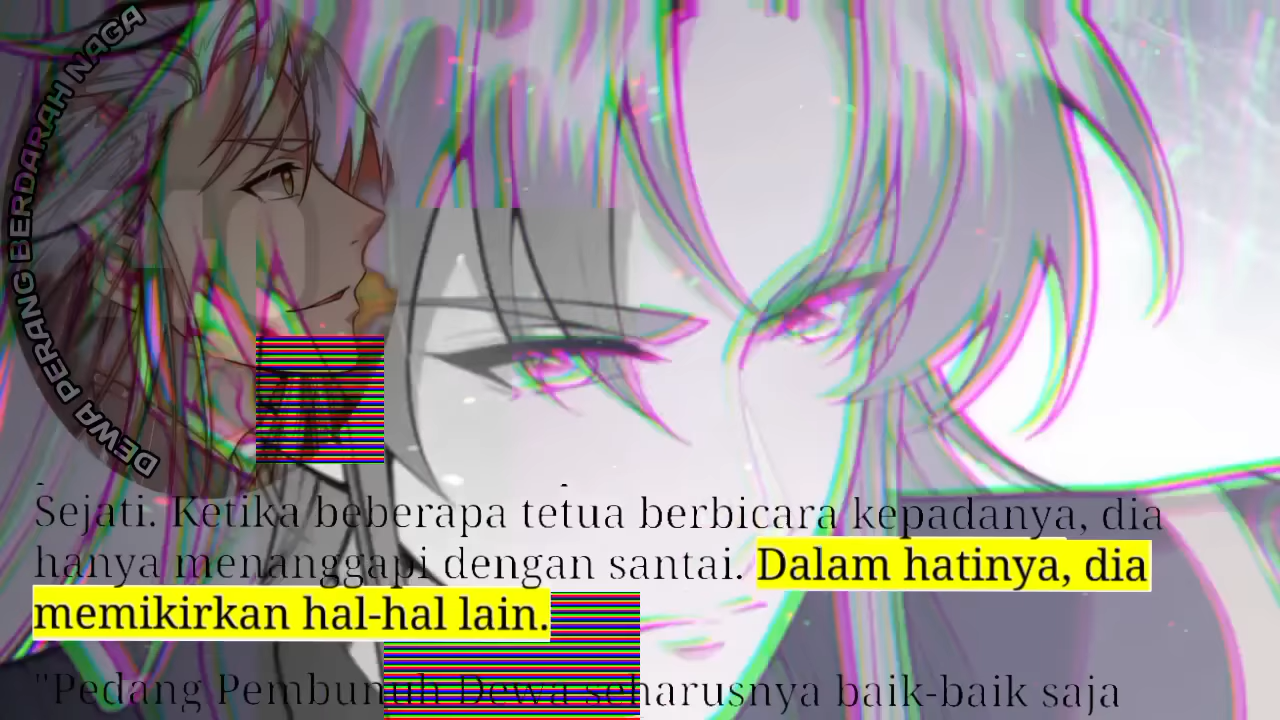 DEWA PERANG BERDARAH NAGA
Sejati. Ketika beberapa tetua berbicara kepadanya, dia
hanya menanggapi dengan santai. Dalam hatinya, dia
memikirkan hal-hal lain.
"Pedang Pembunuh Dewa seharusnya baik-baik saja